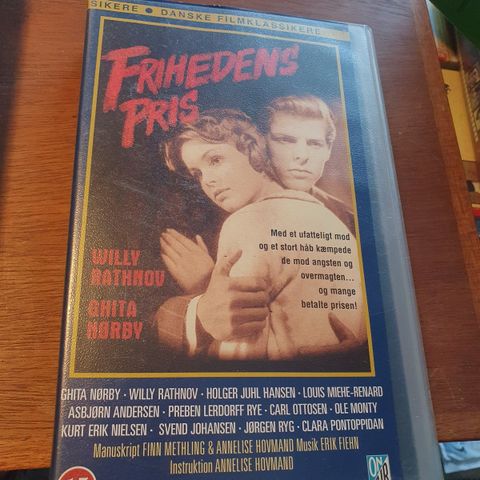 SIKERE • DANSKE FILMKLASSIKERE
FRIHEDENS
PRIS
Med et ufatteligt mod
og et stort håb kæmpede
de mod angsten og
overmagten...
og mange
betalte prisen!
WILLY
RATHNOV
GHITA
NØRBY
GHITA NØRBY · WILLY RATHNOV · HOLGER JUHL HANSEN · LOUIS MIEHE-RENARD
ASBJØRN ANDERSEN · PREBEN LERDORFF RYE · CARL OTTOSEN · OLE MONTY
KURT ERIK NIELSEN · SVEND JOHANSEN · JØRGEN RYG · CLARA PONTOPPIDAN
Manuskript FINN METHLING & ANNELISE HOVMAND Musik ERIK FIEHN
Instruktion ANNELISE HOVMAND
15
ON
AIR